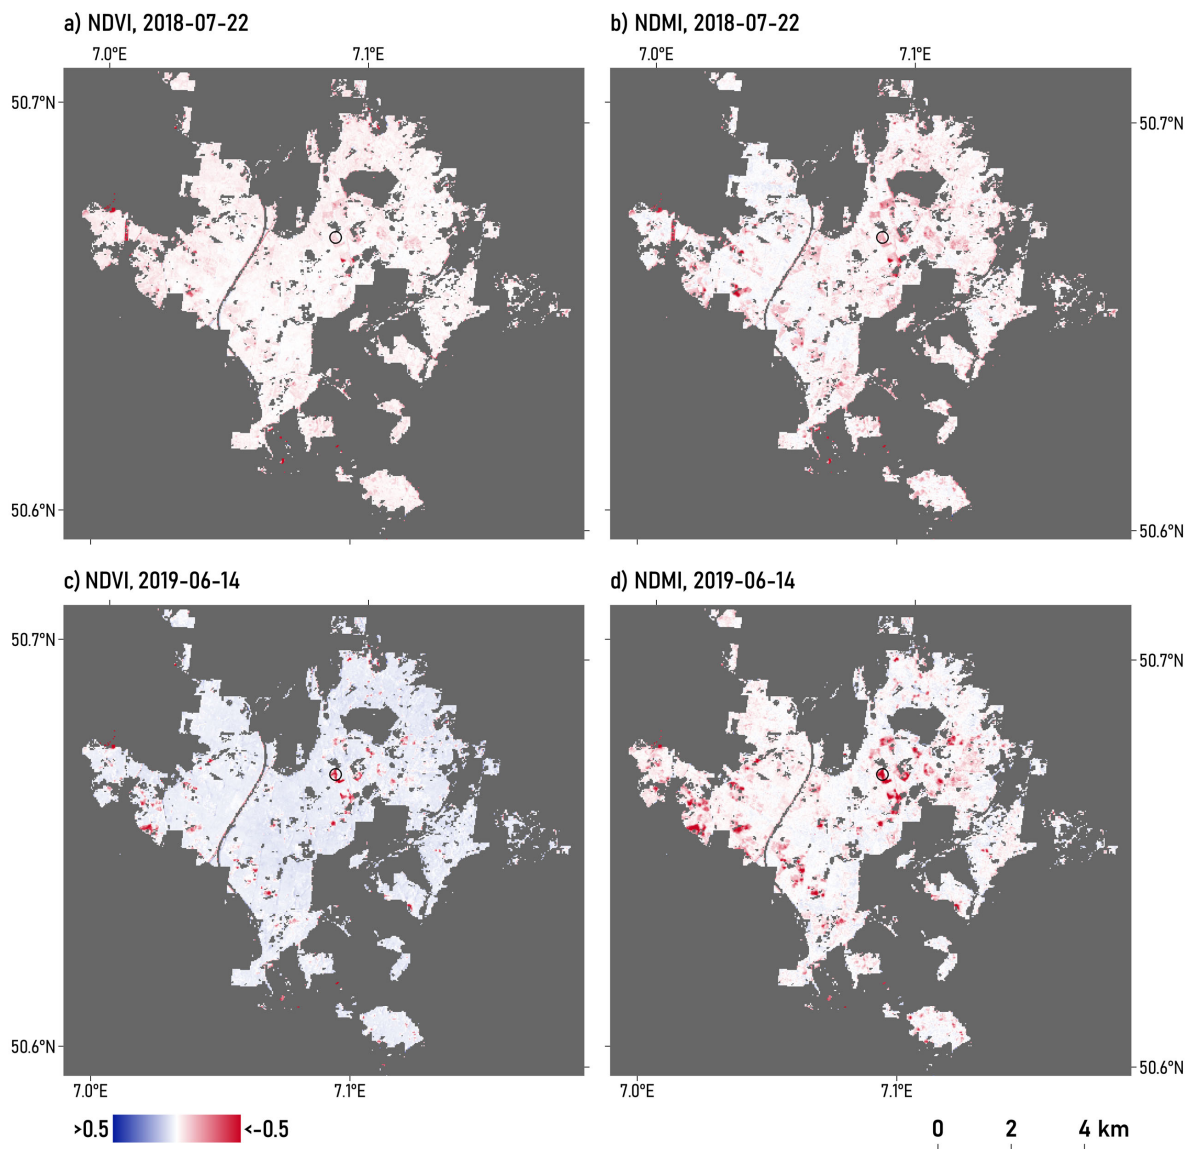 a) NDVI, 2018-07-22
b) NDMI, 2018-07-22
7.0°E
7.1°E
7.0°E
7.1°E
50.7°N
50.7°N
50.6°N
50.6°N
c) NDVI, 2019-06-14
d) NDMI, 2019-06-14
50.7°N
50.7°N
50.6°N
50.6°N
7.0°E
7.1°E
7.0°E
7.1°E
>0.5
<-0.5
0 2 4 km